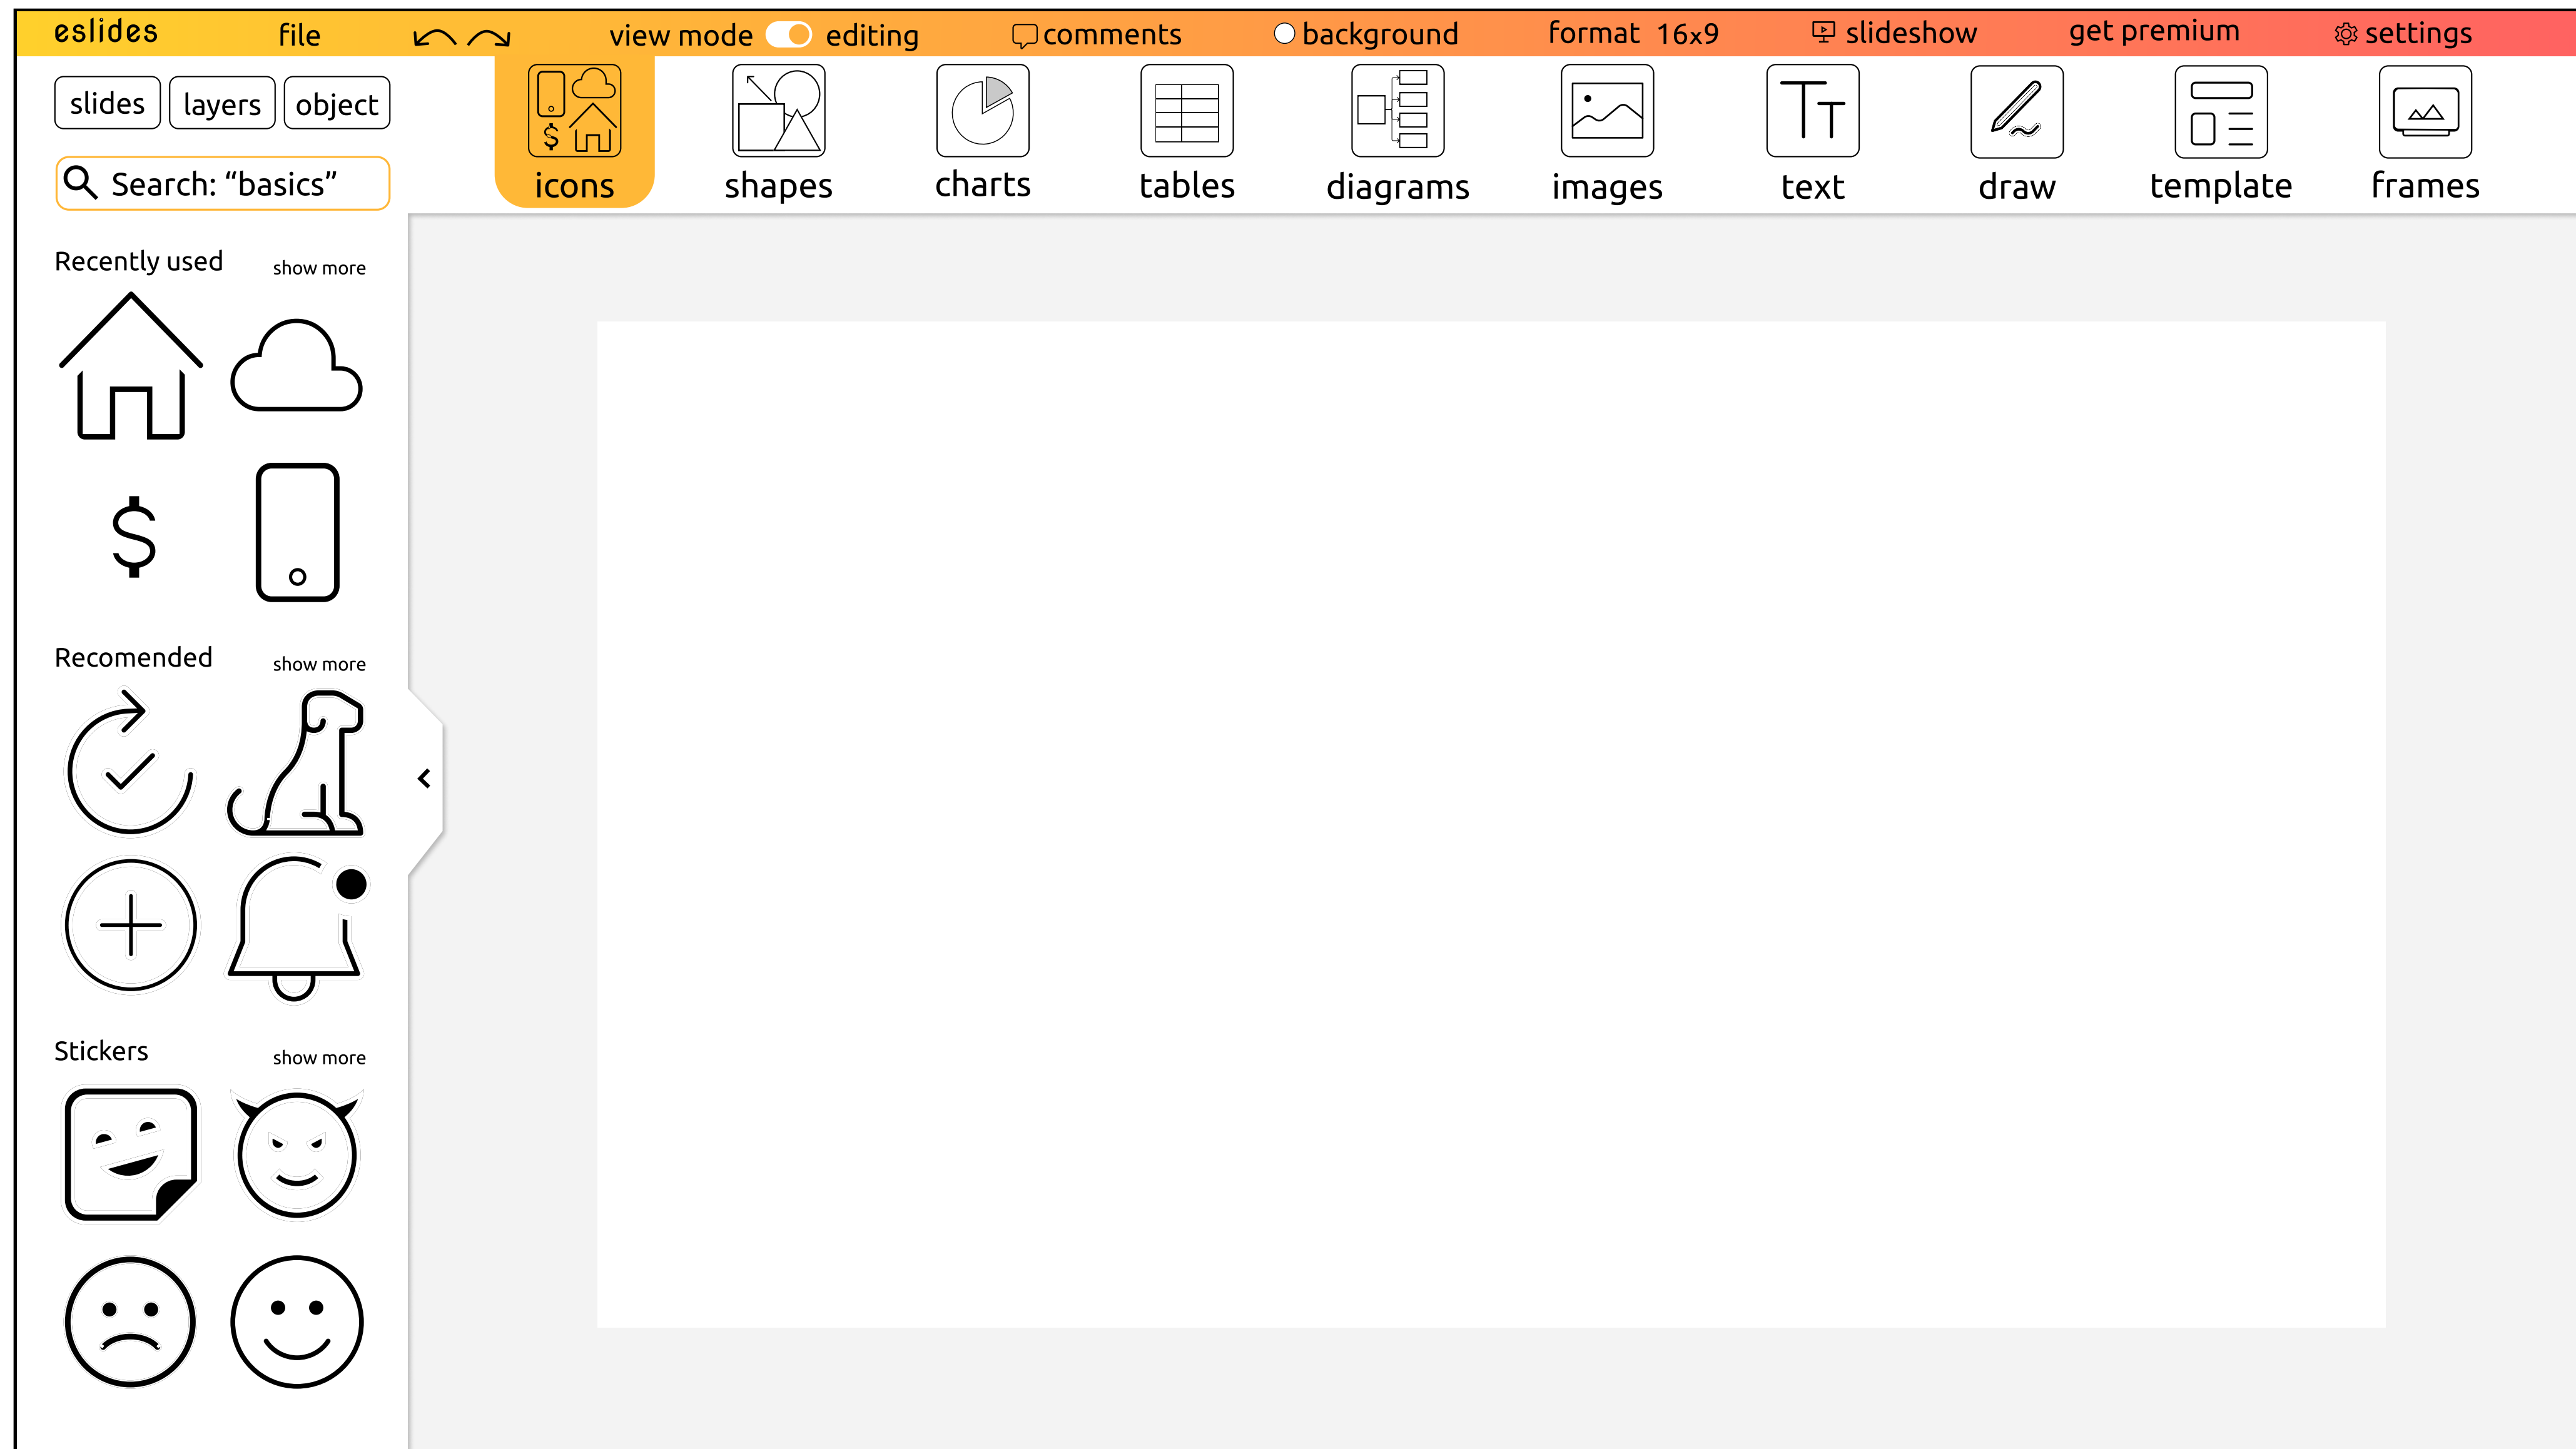 eslides
file
view mode
editing
comments
background
format 16x9
slideshow
get premium
settings
slides
layers
object
icons
shapes
charts
tables
diagrams
images
text
draw
template
frames
Search: “basics”
Recently used
show more
$
Recomended
show more
Stickers
show more